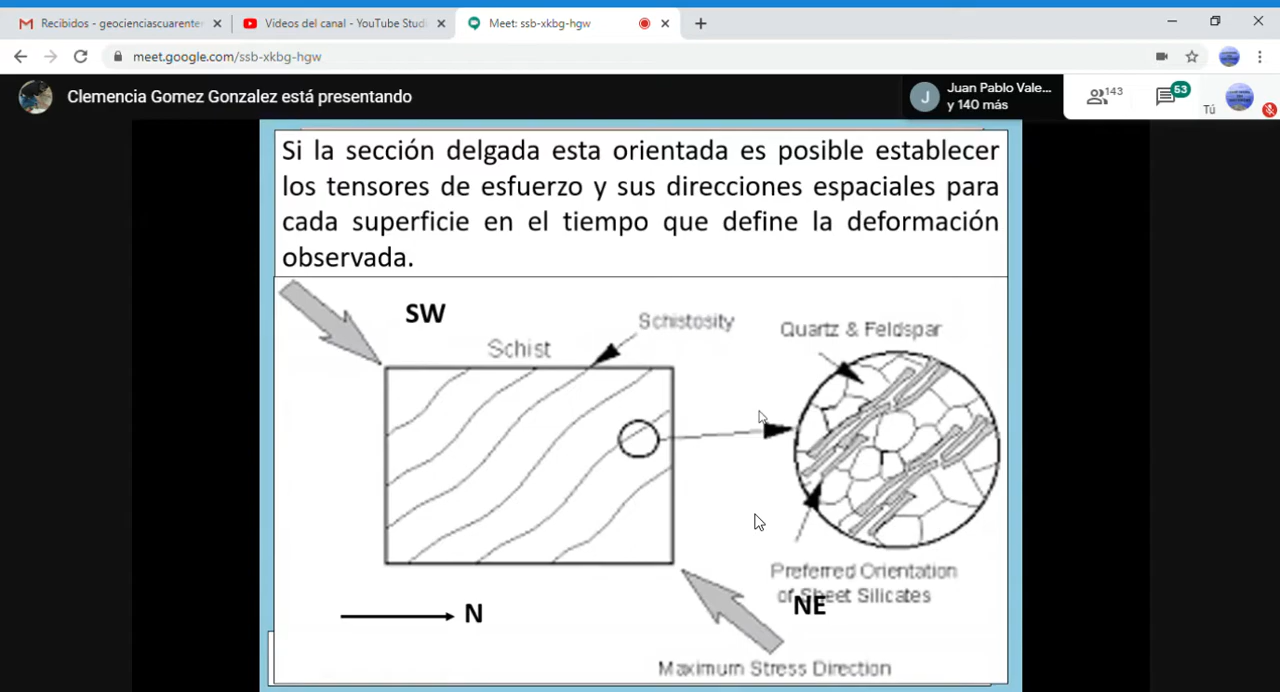 Recibidos - geocienciascuarente
Videos del canal - YouTube Studi
Meet: ssb-xkbg-hgw
meet.google.com/ssb-xkbg-hgw
Clemencia Gomez Gonzalez está presentando
J
Juan Pablo Vale...
y 140 más
143
53
Tú
Si la sección delgada esta orientada es posible establecer
los tensores de esfuerzo y sus direcciones espaciales para
cada superficie en el tiempo que define la deformación
observada.
SW
Schistosity
Quartz & Feldspar
Schist
Preferred Orientation
of Sheet Silicates
NE
N
Maximum Stress Direction